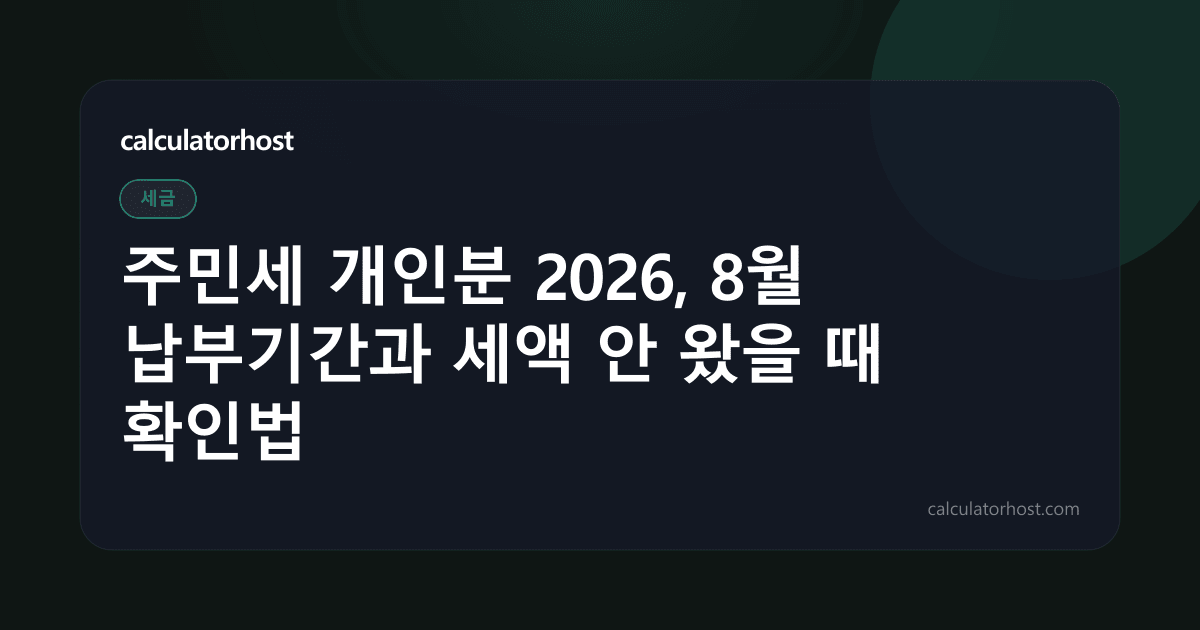 calculatorhost
세금
주민세 개인분 2026, 8월
납부기간과 세액 안 왔을 때
확인법
calculatorhost.com